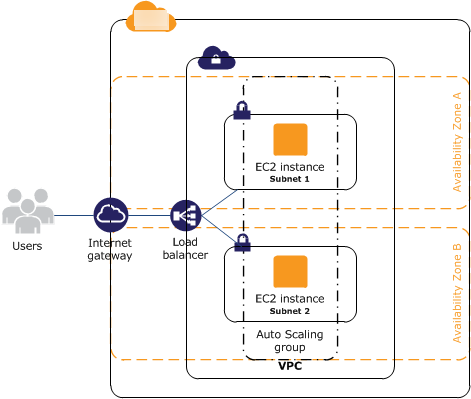 Availability Zone A
EC2 instance
Subnet 1
Users
Internet
gateway
Load
balancer
Availability Zone B
EC2 instance
Subnet 2
Auto Scaling
group
VPC